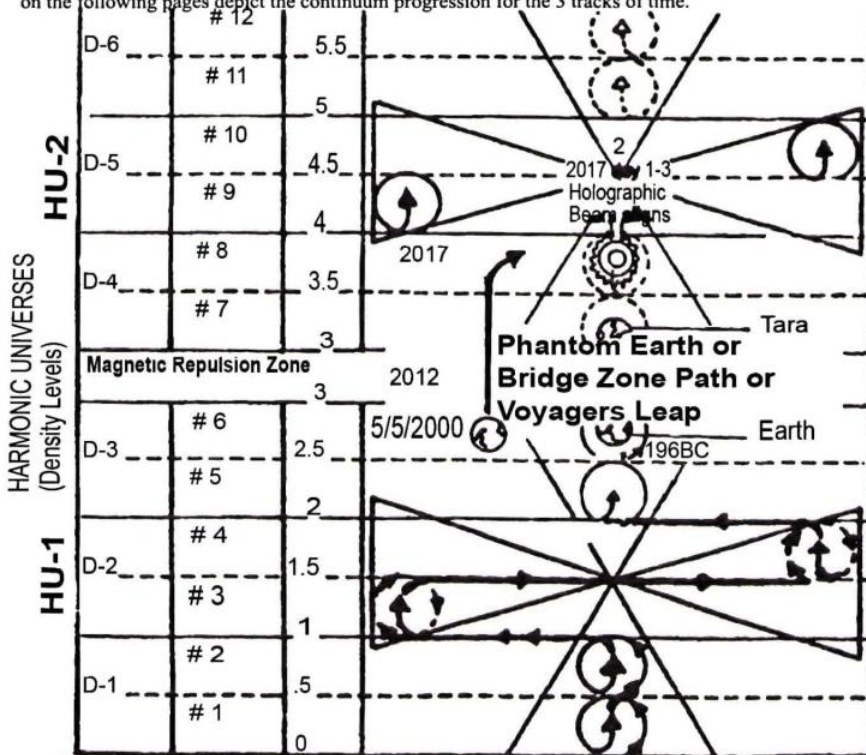 on the following pages depict the continuum progression for the 3 tracks of time.
# 12
D-6
5.5
# 11
5
# 10
2
D-5
4.5
2017 1-3
Holographic
Beam aligns
# 9
4
# 8
2017
D-4
3.5
# 7
3
Tara
Phantom Earth or
Bridge Zone Path or
Voyagers Leap
Magnetic Repulsion Zone
2012
3
# 6
5/5/2000
Earth
D-3
2.5
196BC
# 5
2
# 4
D-2
1.5
# 3
1
# 2
D-1
.5
# 1
0
HU-2
HARMONIC UNIVERSES
(Density Levels)
HU-1